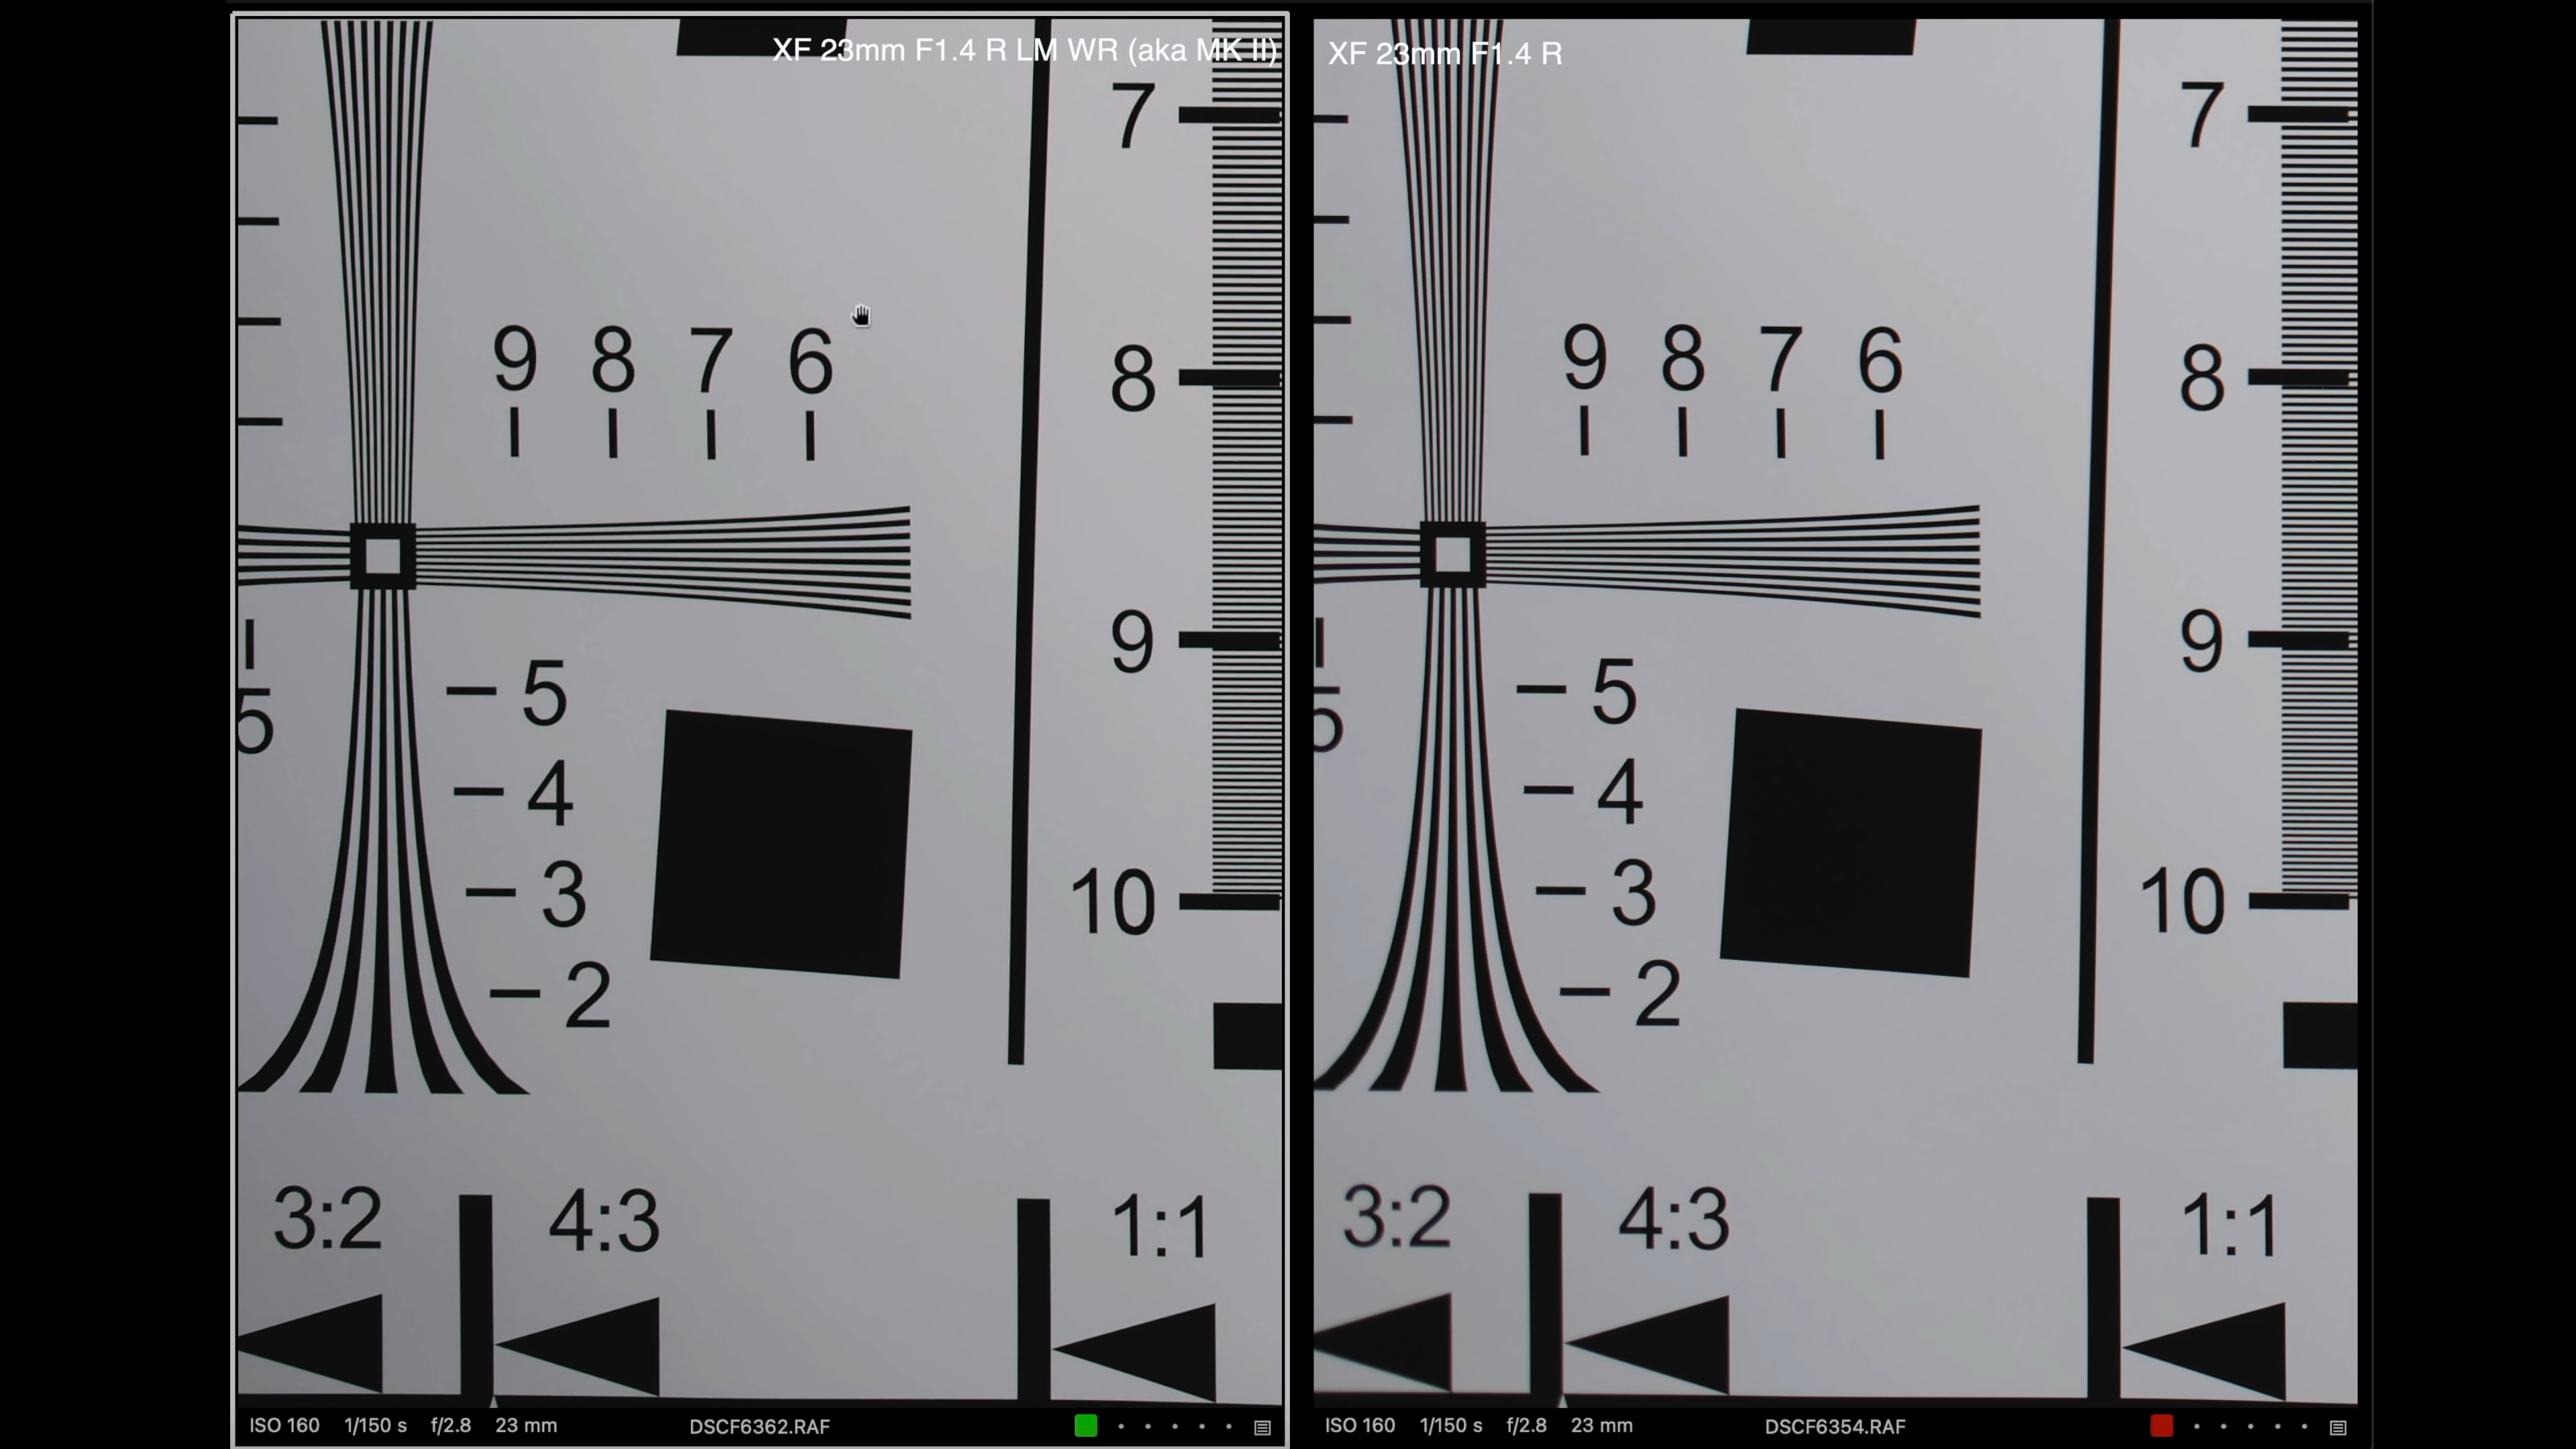 XF 23mm F1.4 R LM WR (aka MK II)
7
9 8 7 6
8
9
5
- 5
- 4
- 3
10
- 2
3:2 4:3 1:1
ISO 160 1/150 s f/2.8 23 mm DSCF6362.RAF
XF 23mm F1.4 R
7
9 8 7 6
8
9
5
- 5
- 4
- 3
10
- 2
3:2 4:3 1:1
ISO 160 1/150 s f/2.8 23 mm DSCF6354.RAF